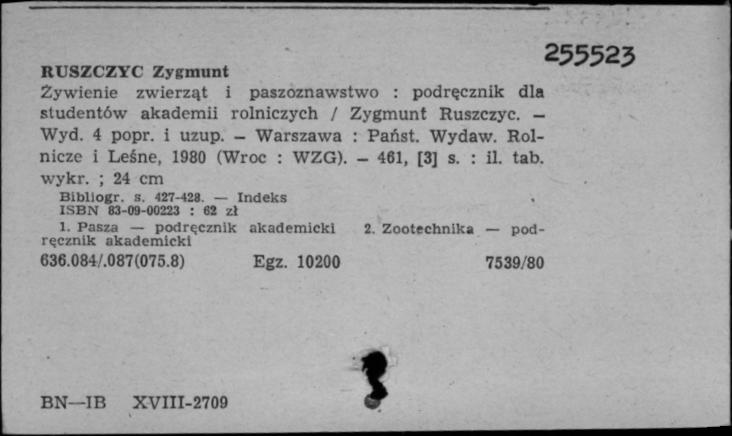 255523
RUSZCZYC Zygmunt
Żywienie zwierząt i paszoznawstwo : podręcznik dla
studentów akademii rolniczych / Zygmunt Ruszczyc. —
Wyd. 4 popr. i uzup. — Warszawa : Państ. Wydaw. Rol-
nicze i Leśne, 1980 (Wroc : WZG). — 461, [3] s. : il. tab.
wykr. ; 24 cm
Bibliogr. s. 427-428. — Indeks
ISBN 83-09-00223 : 62 zł
1. Pasza — podręcznik akademicki 2. Zootechnika — pod-
ręcznik akademicki
636.084/.087(075.8) Egz. 10200 7539/80
BN—IB XVIII-2709